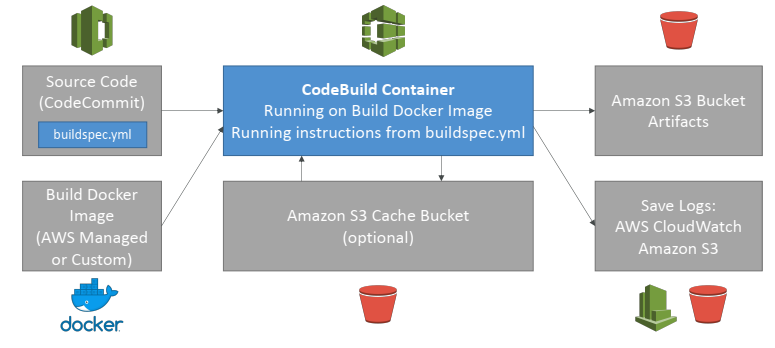 Source Code
(CodeCommit)
buildspec.yml
CodeBuild Container
Running on Build Docker Image
Running instructions from buildspec.yml
Amazon S3 Bucket
Artifacts
Build Docker
Image
(AWS Managed
or Custom)
Amazon S3 Cache Bucket
(optional)
Save Logs:
AWS CloudWatch
Amazon S3
docker